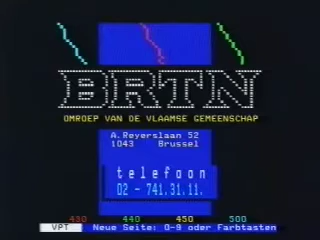 BRTN
OMROEP VAN DE VLAAMSE GEMEENSCHAP
A.Reyerslaan 52
1043 Brussel
telefoon
02 - 741.31.11.
430 440 450 500
VPT Neue Seite: 0-9 oder Farbtasten